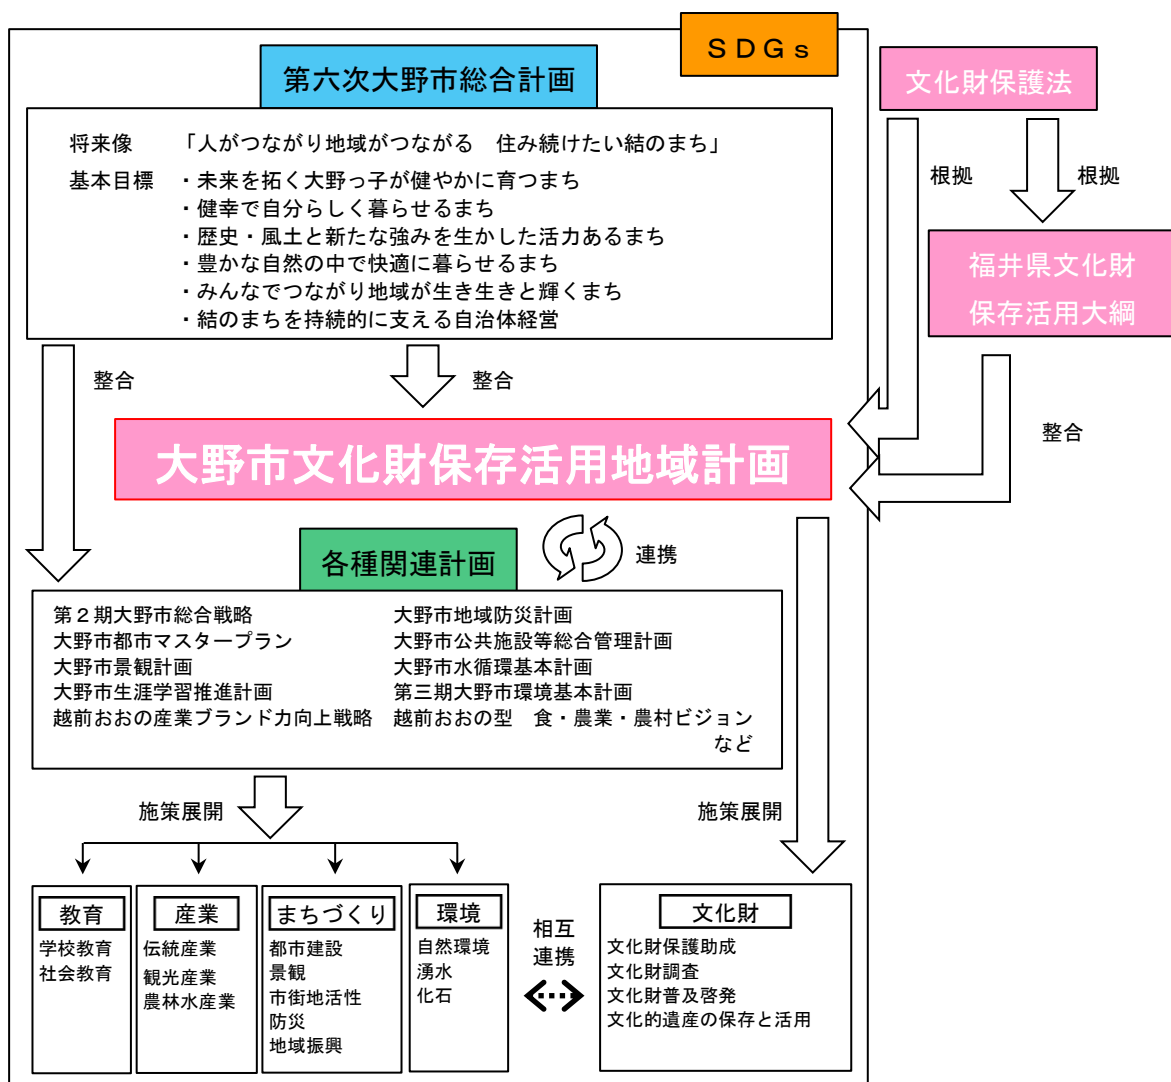 SDGs
第六次大野市総合計画
将来像 「人がつながり地域がつながる　住み続けたい結のまち」
基本目標 ・未来を拓く大野っ子が健やかに育つまち
・健幸で自分らしく暮らせるまち
・歴史・風土と新たな強みを生かした活力あるまち
・豊かな自然の中で快適に暮らせるまち
・みんなでつながり地域が生き生きと輝くまち
・結のまちを持続的に支える自治体経営
文化財保護法
根拠
根拠
福井県文化財
保存活用大綱
整合
整合
整合
大野市文化財保存活用地域計画
連携
各種関連計画
第２期大野市総合戦略
大野市都市マスタープラン
大野市景観計画
大野市生涯学習推進計画
越前おおの産業ブランド力向上戦略
大野市地域防災計画
大野市公共施設等総合管理計画
大野市水循環基本計画
第三期大野市環境基本計画
越前おおの型　食・農業・農村ビジョン
など
施策展開
施策展開
教育
学校教育
社会教育
産業
伝統産業
観光産業
農林水産業
まちづくり
都市建設
景観
市街地活性
防災
地域振興
環境
自然環境
湧水
化石
相互
連携
文化財
文化財保護助成
文化財調査
文化財普及啓発
文化的遺産の保存と活用